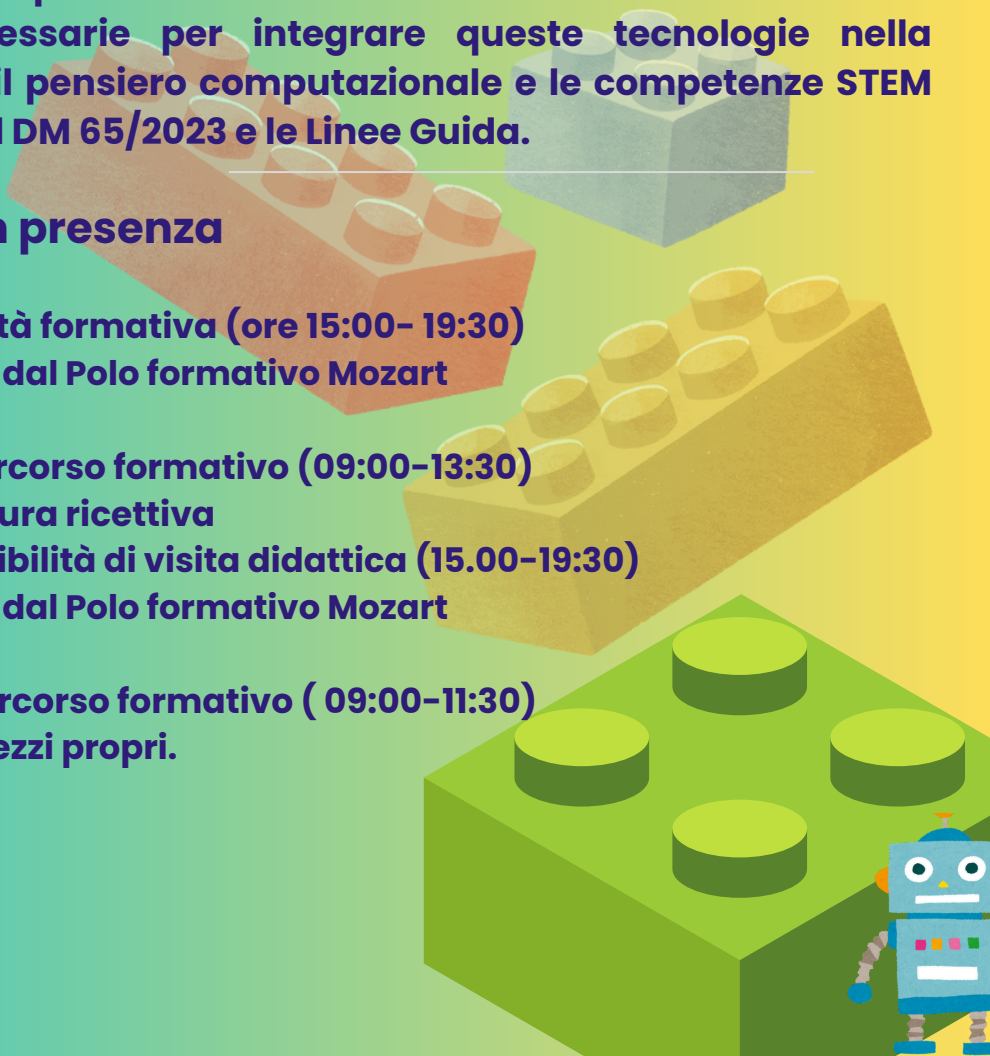 essarie per integrare queste tecnologie nella
il pensiero computazionale e le competenze STEM
l DM 65/2023 e le Linee Guida.
n presenza
tà formativa (ore 15:00- 19:30)
dal Polo formativo Mozart
rcorso formativo (09:00-13:30)
ura ricettiva
ibilità di visita didattica (15.00-19:30)
dal Polo formativo Mozart
rcorso formativo ( 09:00-11:30)
ezzi propri.